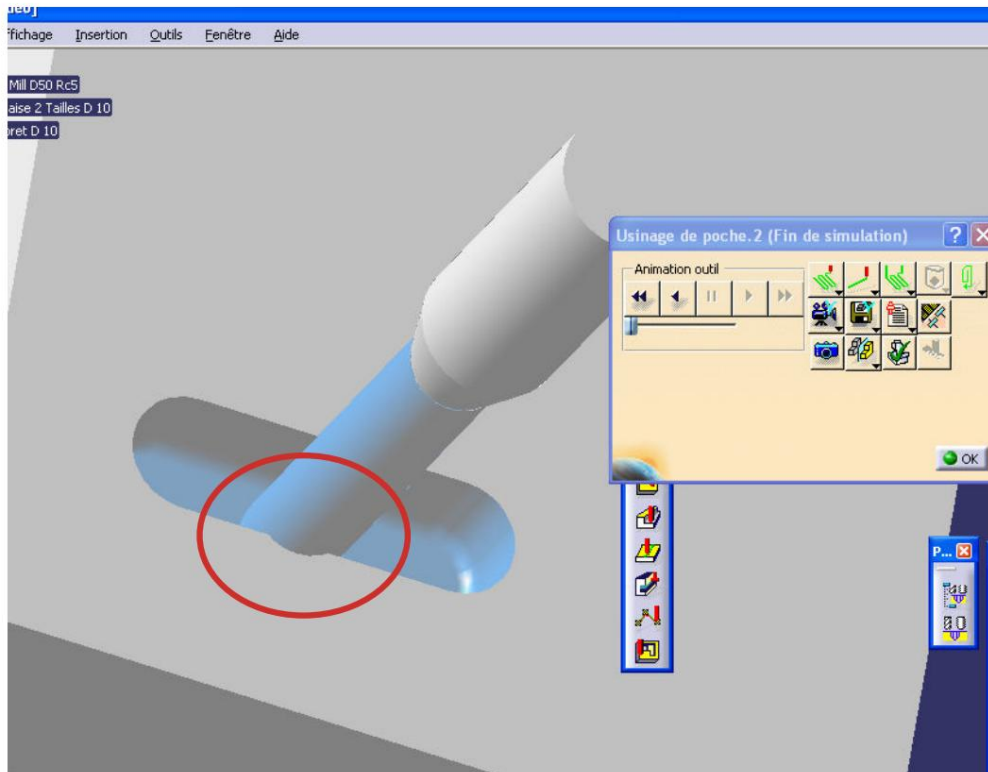 ffichage Insertion Outils Fenêtre Aide
Mill D50 Rc5
aise 2 Tailles D 10
oret D 10
Usinage de poche.2 (Fin de simulation)
Animation outil
OK
P...